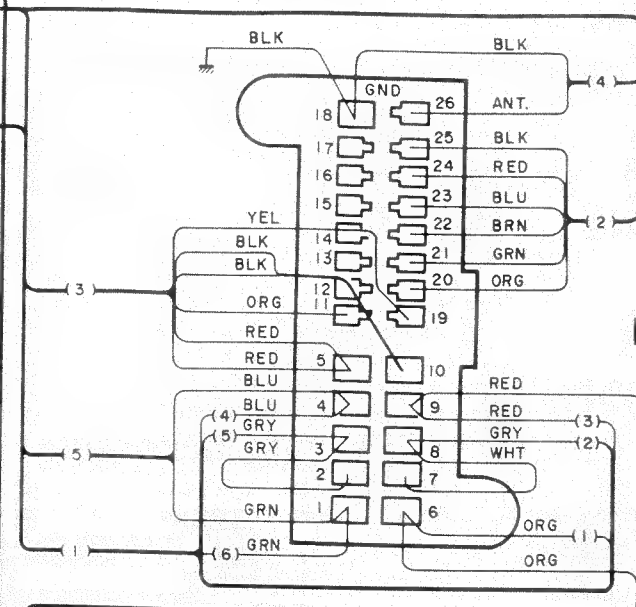 BLK BLK
GND (4)
18 26 ANT.
17 25 BLK
16 24 RED
15 23 BLU
YEL 14 22 BRN (2)
BLK 13 21 GRN
BLK 12 20 ORG
(3) ORG 11 19
RED
RED 5 10
BLU RED
(4) BLU 4 9 RED (3)
(5) GRY 3 8 GRY (2)
(5) GRY 2 7 WHT
GRN 1 6 ORG (1)
(1) (6) GRN ORG